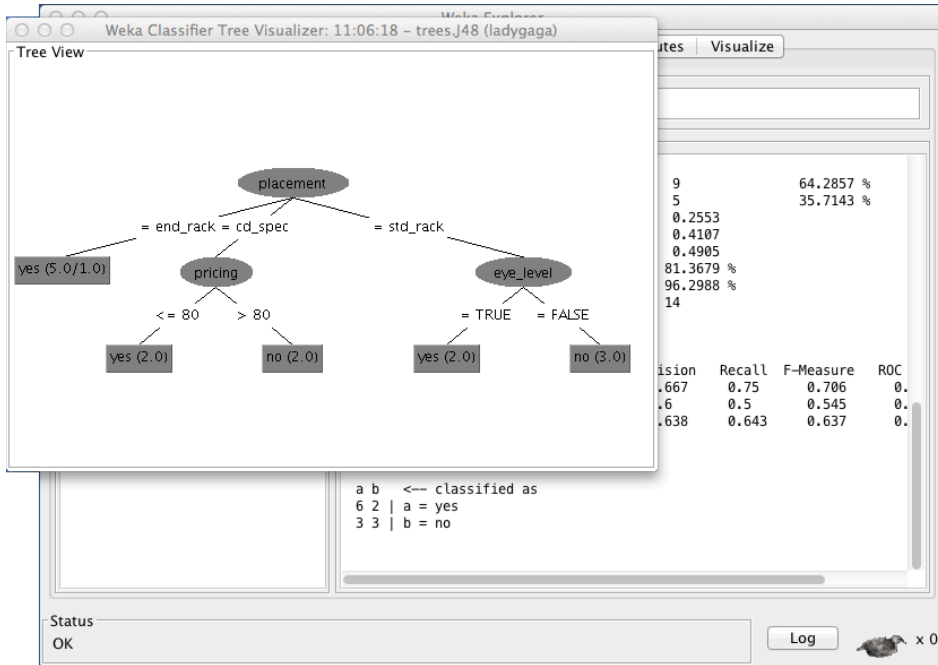 Weka Explorer
Weka Classifier Tree Visualizer: 11:06:18 – trees.J48 (ladygaga)
Visualize
Tree View
placement
= end_rack = cd_spec = std_rack
yes (5.0/1.0) pricing eye_level
<= 80 > 80 = TRUE = FALSE
yes (2.0) no (2.0) yes (2.0) no (3.0)
9 64.2857 %
5 35.7143 %
0.2553
0.4107
0.4905
81.3679 %
96.2988 %
14
Recall F-Measure ROC
.667 0.75 0.706 0.
.6 0.5 0.545 0.
.638 0.643 0.637 0.
a b <-- classified as
6 2 | a = yes
3 3 | b = no
Status
OK
Log
x 0